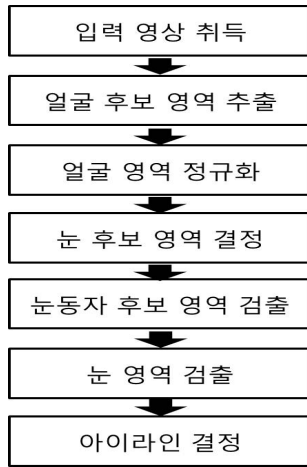 입력 영상 취득
얼굴 후보 영역 추출
얼굴 영역 정규화
눈 후보 영역 결정
눈동자 후보 영역 검출
눈 영역 검출
아이라인 결정